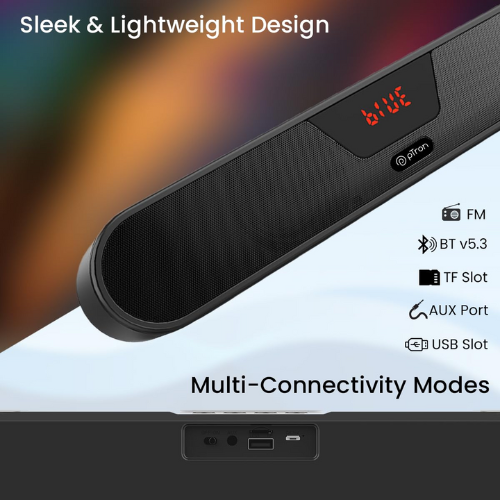 Sleek & Lightweight Design
bLUE
pTron
FM
BT v5.3
TF Slot
AUX Port
USB Slot
Multi-Connectivity Modes